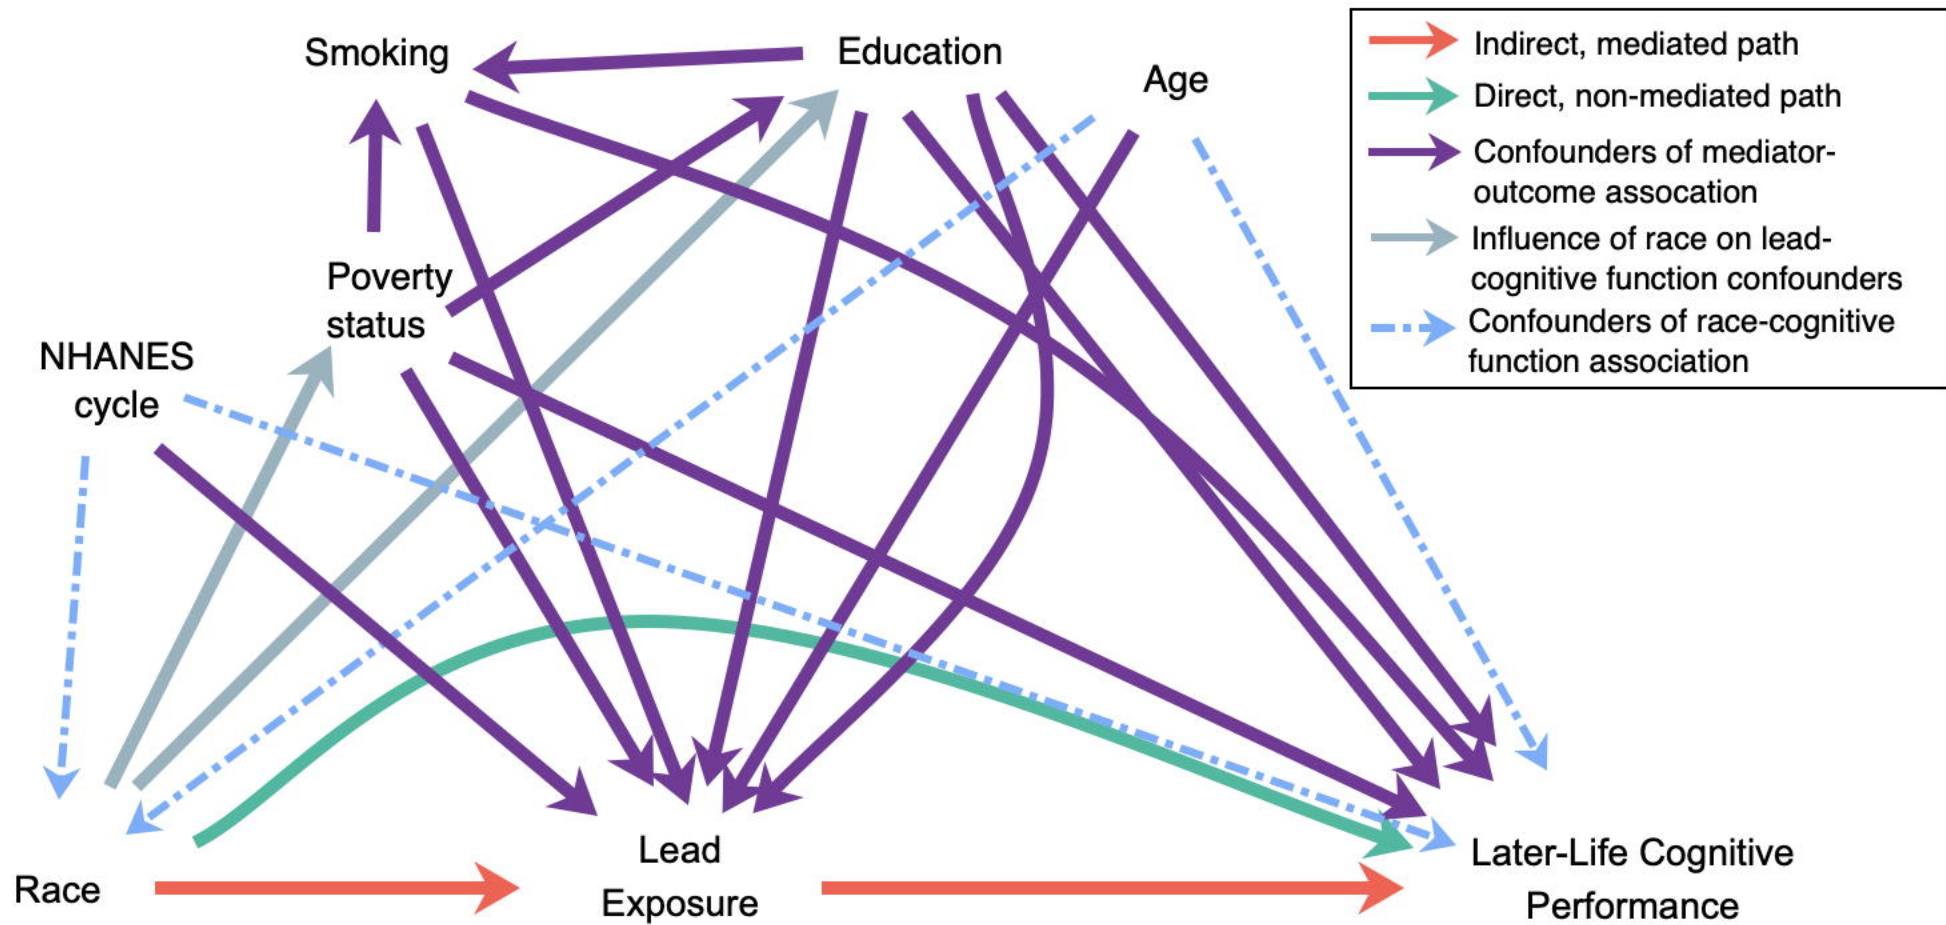 Smoking
Education
Age
Poverty
status
NHANES
cycle
Race
Lead
Exposure
Later-Life Cognitive
Performance
Indirect, mediated path
Direct, non-mediated path
Confounders of mediator-
outcome assocation
Influence of race on lead-
cognitive function confounders
Confounders of race-cognitive
function association